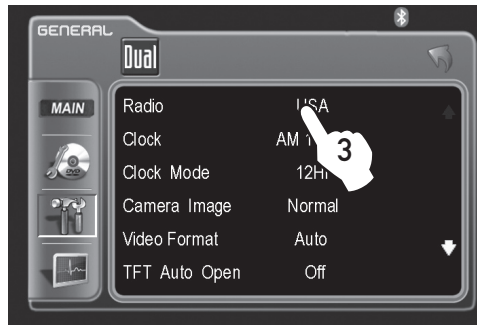 GENERAL
Dual
MAIN
Radio USA
Clock AM 1
3
Clock Mode 12H
Camera Image Normal
Video Format Auto
TFT Auto Open Off